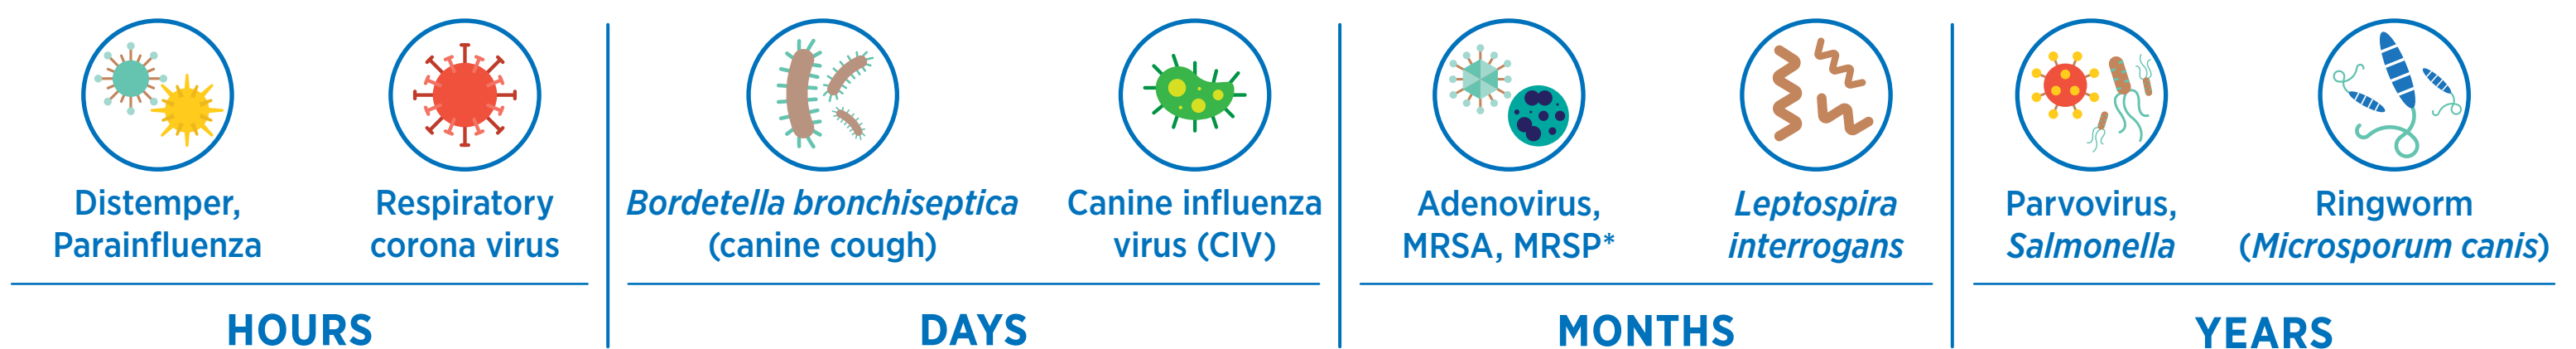 Distemper,
Parainfluenza
Respiratory
corona virus
HOURS
Bordetella bronchiseptica
(canine cough)
Canine influenza
virus (CIV)
DAYS
Adenovirus,
MRSA, MRSP*
Leptospira
interrogans
MONTHS
Parvovirus,
Salmonella
Ringworm
(Microsporum canis)
YEARS